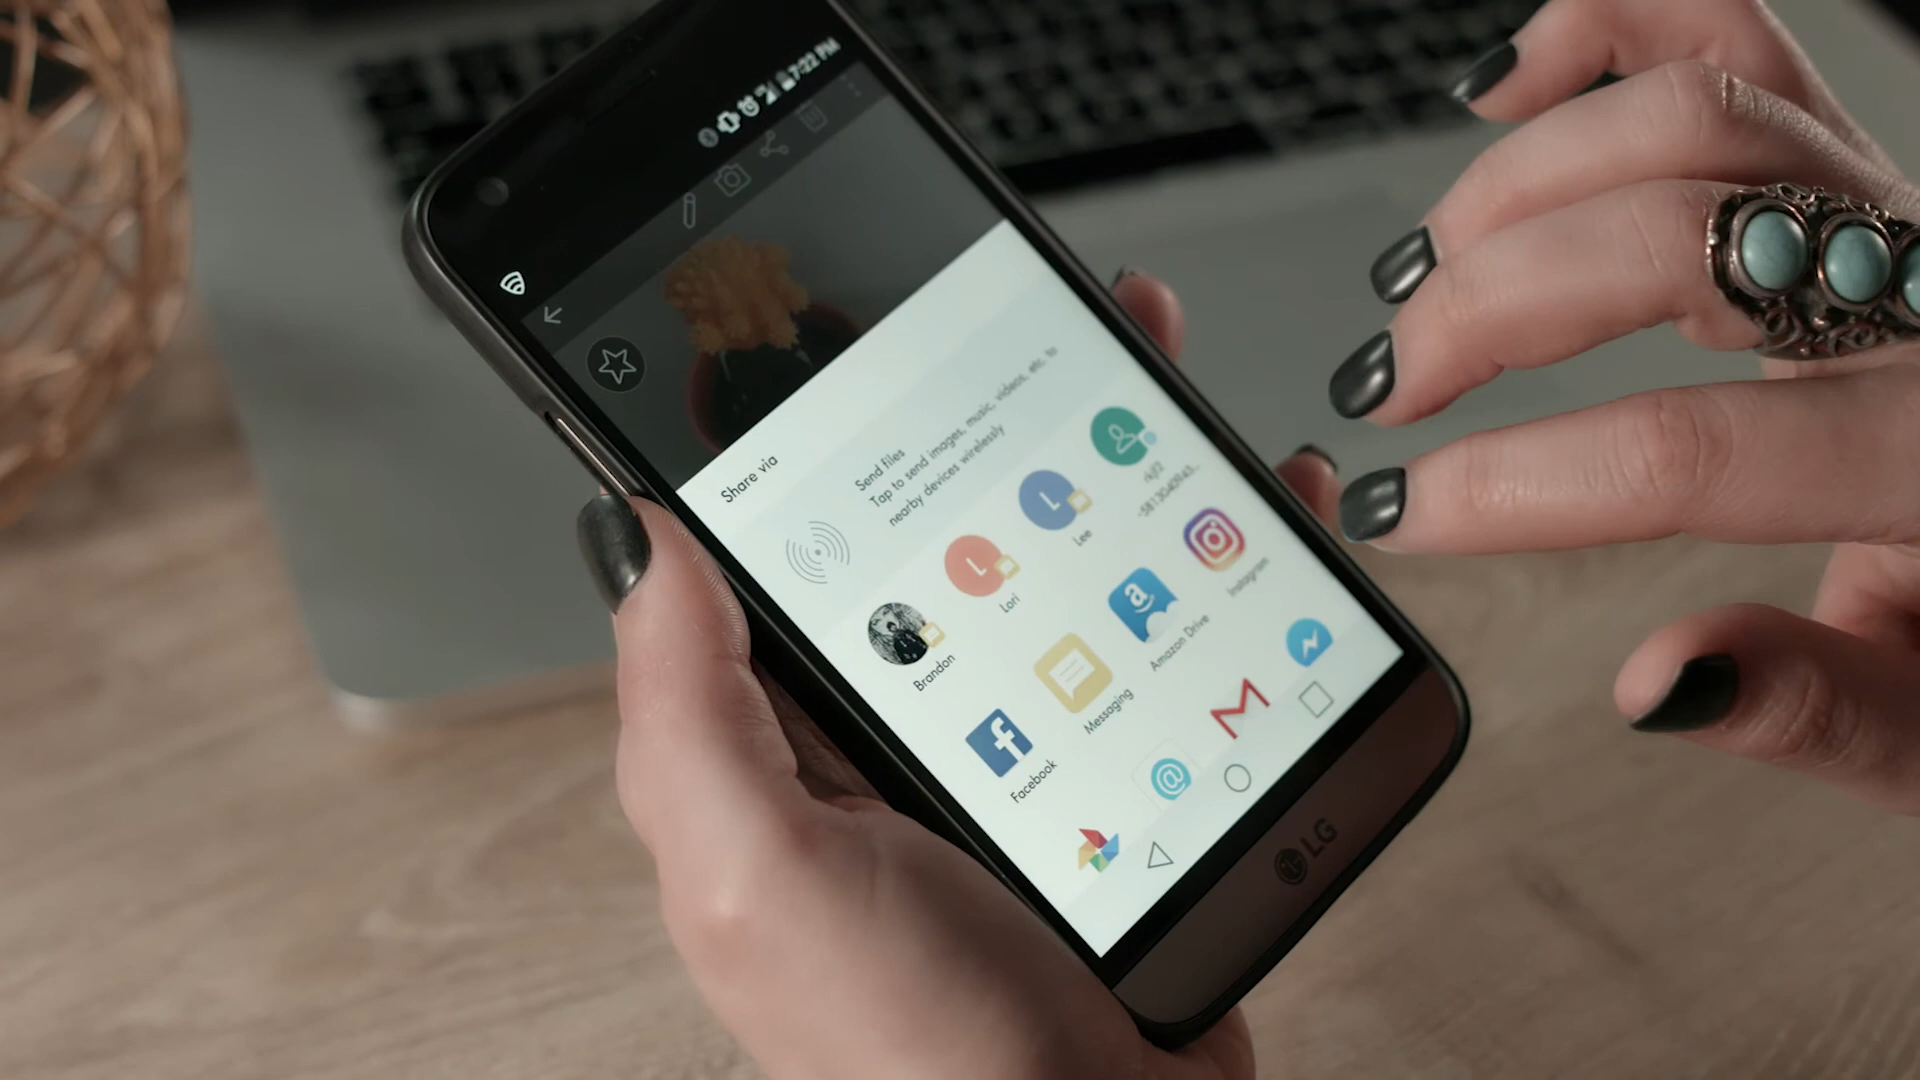 7:22 PM
Share via
Send files
Tap to send images, music, videos, etc. to
nearby devices wirelessly
L
L
Brandon
Lori
Lee
Facebook
Messaging
Amazon Drive
Instagram
LG